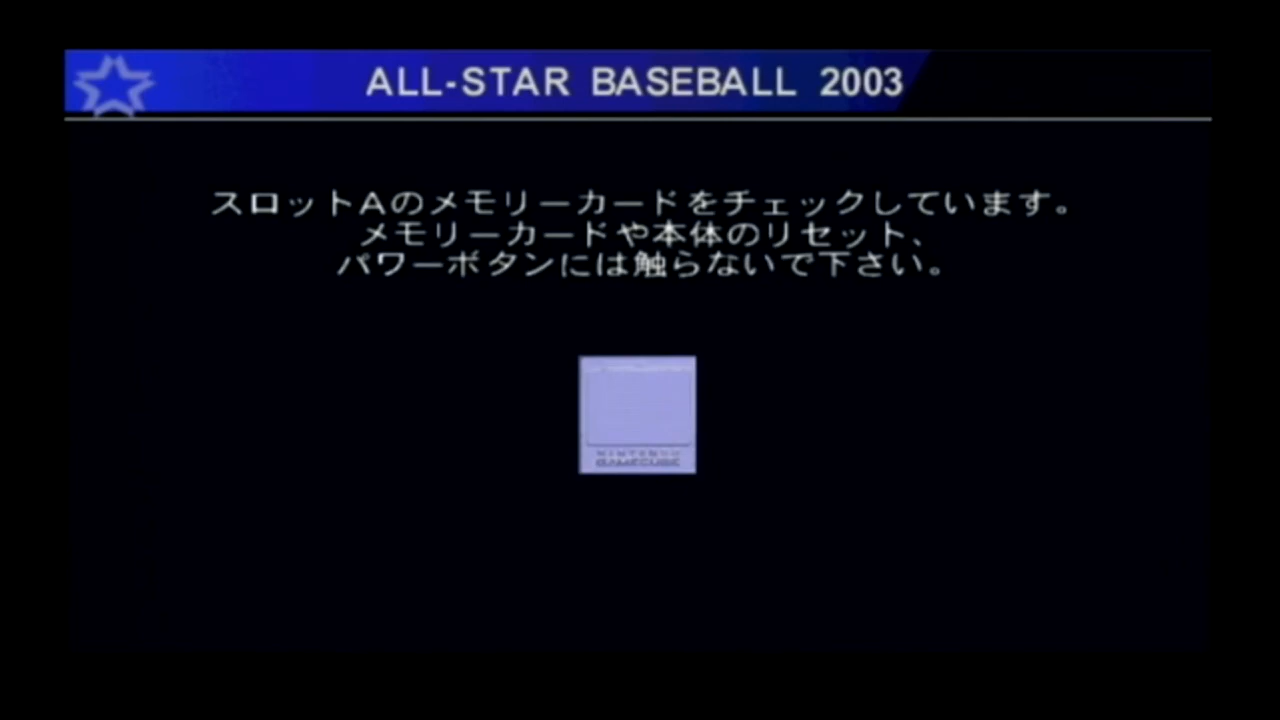 ALL-STAR BASEBALL 2003
スロットAのメモリーカードをチェックしています。
メモリーカードや本体のリセット、
パワーボタンには触らないで下さい。
NINTENDO
GAMECUBE